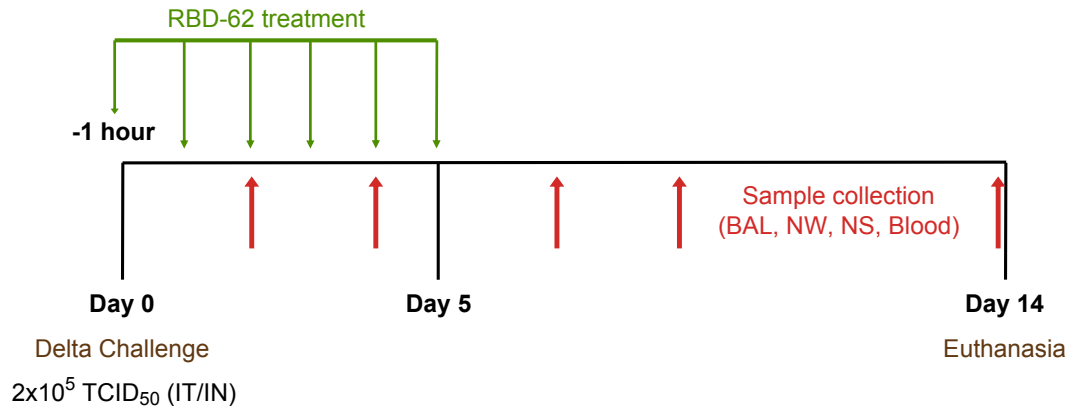 RBD-62 treatment
-1 hour
Sample collection
(BAL, NW, NS, Blood)
Day 0
Day 5
Day 14
Delta Challenge
Euthanasia
2x10⁵ TCID₅₀ (IT/IN)